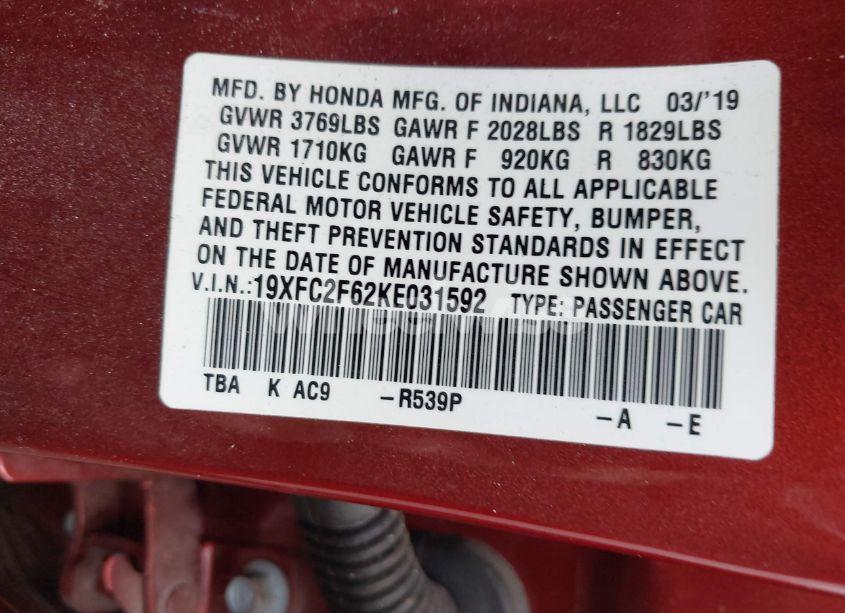 MFD. BY HONDA MFG. OF INDIANA, LLC 03/'19
GVWR 3769LBS GAWR F 2028LBS R 1829LBS
GVWR 1710KG GAWR F 920KG R 830KG
THIS VEHICLE CONFORMS TO ALL APPLICABLE
FEDERAL MOTOR VEHICLE SAFETY, BUMPER,
AND THEFT PREVENTION STANDARDS IN EFFECT
ON THE DATE OF MANUFACTURE SHOWN ABOVE.
V.I.N.:19XFC2F62KE031592 TYPE: PASSENGER CAR
TBA K AC9 -R539P -A -E